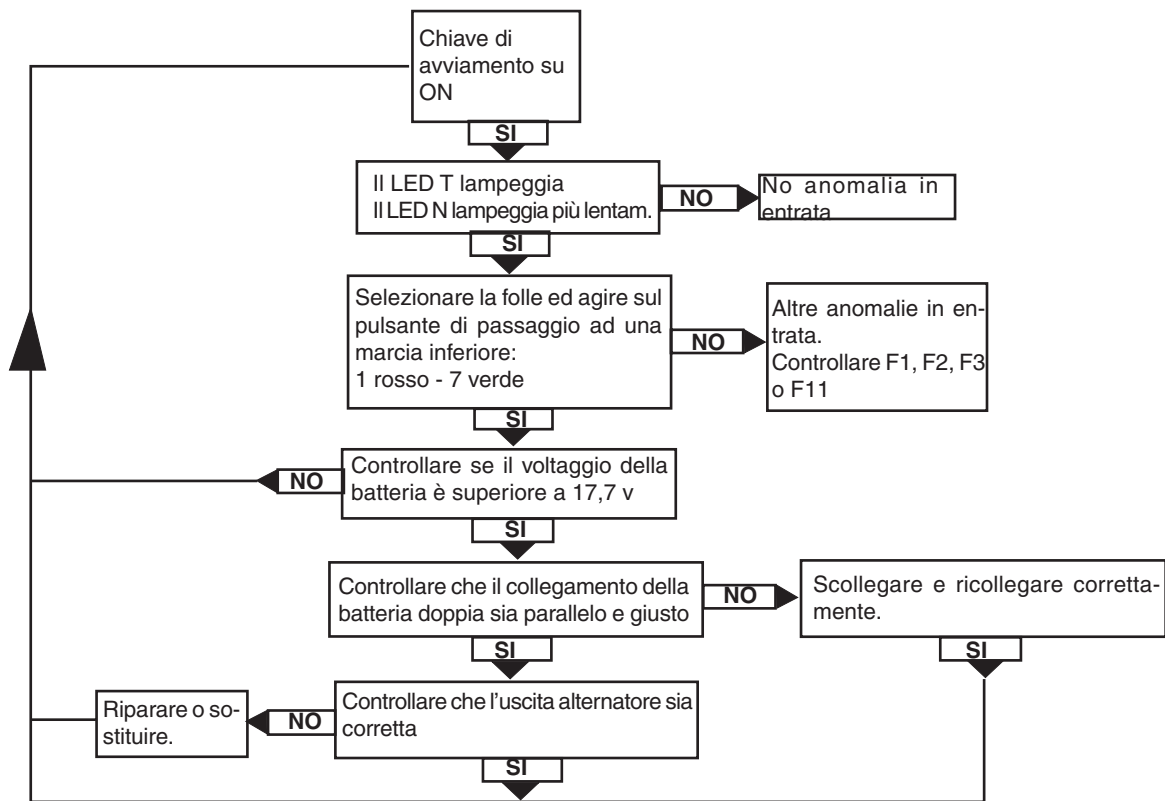 Chiave di
avviamento su
ON
SI
Il LED T lampeggia
Il LED N lampeggia più lentam.
NO
No anomalia in
entrata
SI
Selezionare la folle ed agire sul
pulsante di passaggio ad una
marcia inferiore:
1 rosso - 7 verde
NO
Altre anomalie in en-
trata.
Controllare F1, F2, F3
o F11
SI
NO
Controllare se il voltaggio della
batteria è superiore a 17,7 v
SI
Controllare che il collegamento della
batteria doppia sia parallelo e giusto
NO
Scollegare e ricollegare corretta-
mente.
SI
SI
Riparare o so-
stituire.
NO
Controllare che l'uscita alternatore sia
corretta
SI